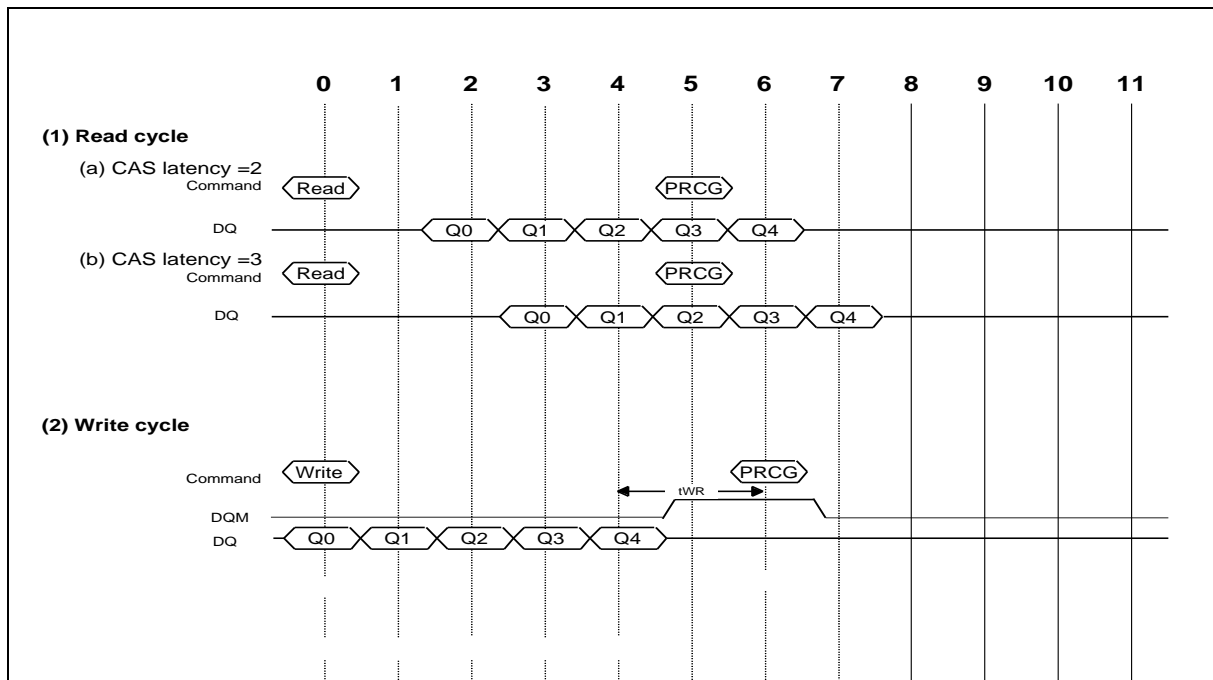 0 1 2 3 4 5 6 7 8 9 10 11
(1) Read cycle
(a) CAS latency =2
Command Read PRCG
DQ Q0 Q1 Q2 Q3 Q4
(b) CAS latency =3
Command Read PRCG
DQ Q0 Q1 Q2 Q3 Q4
(2) Write cycle
Command Write PRCG
tWR
DQM
DQ Q0 Q1 Q2 Q3 Q4